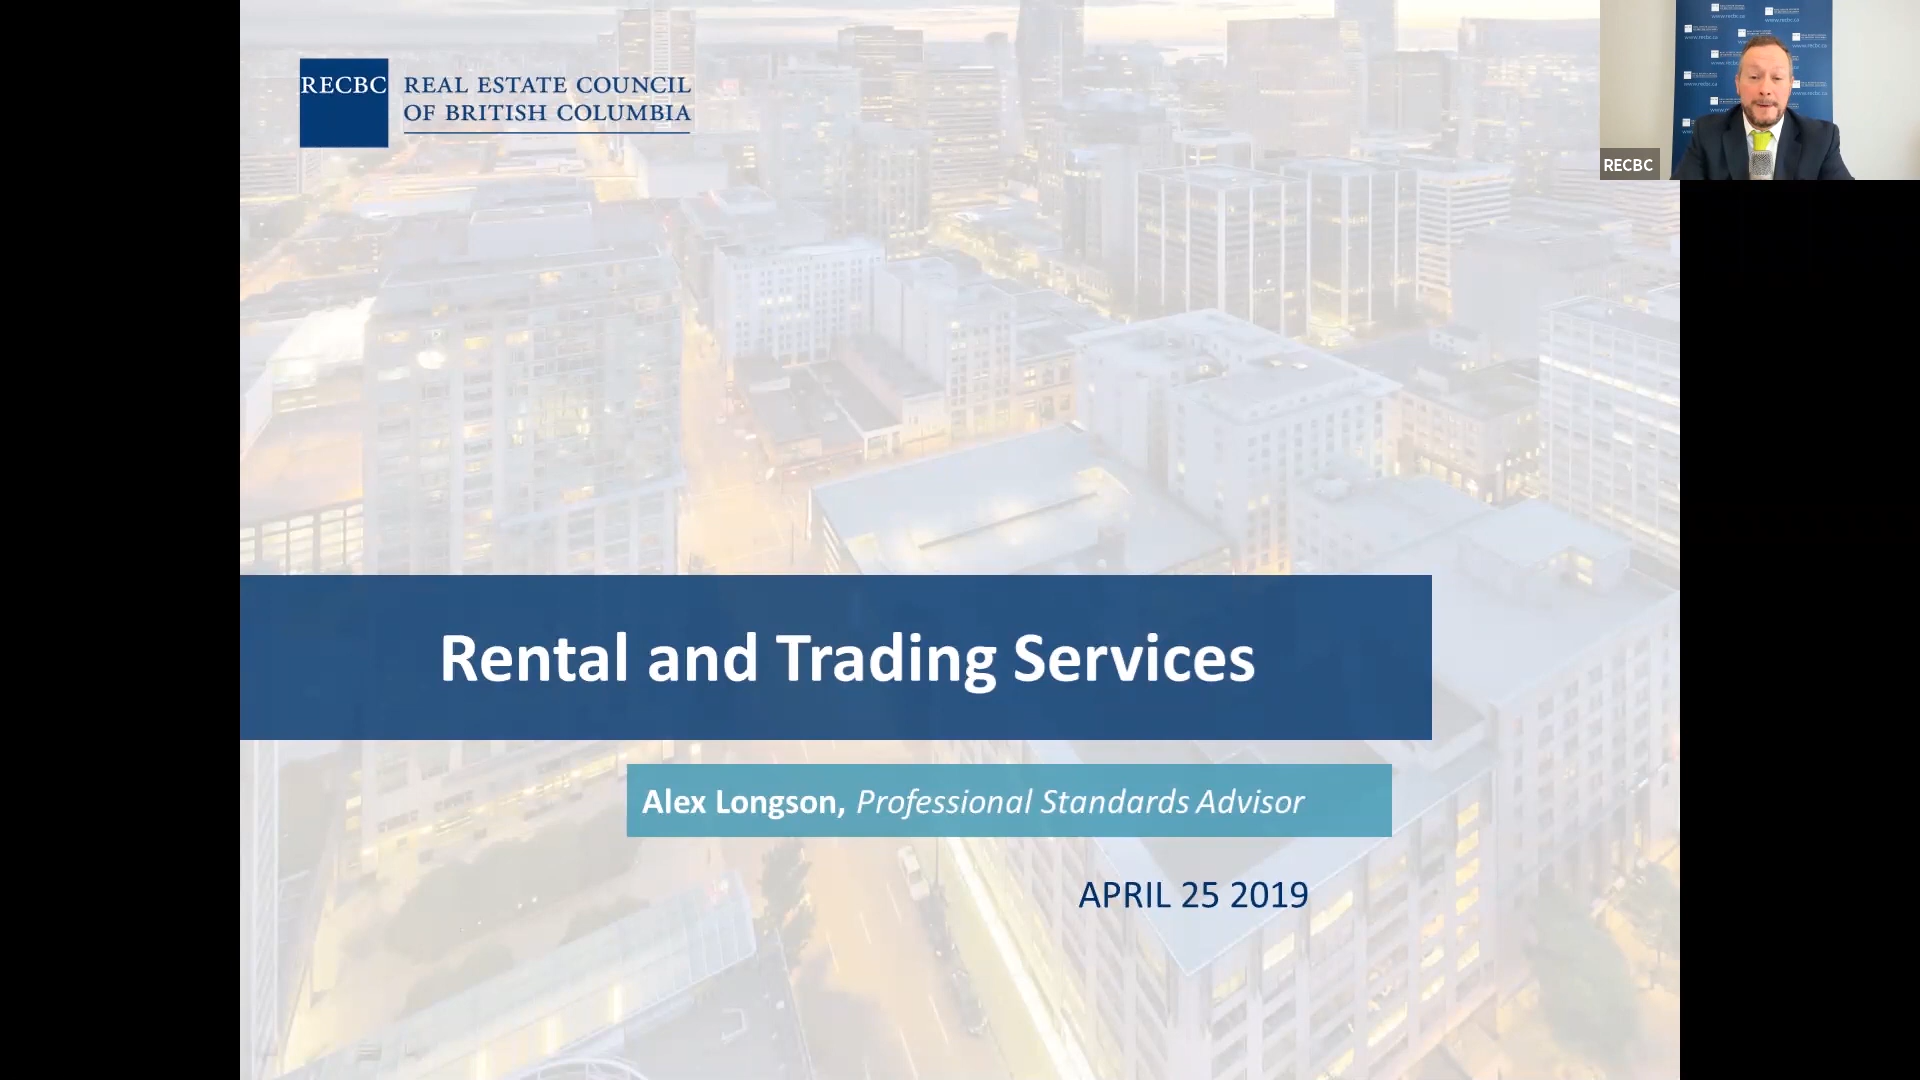 RECBC
REAL ESTATE COUNCIL
OF BRITISH COLUMBIA
RECBC
Rental and Trading Services
Alex Longson, Professional Standards Advisor
APRIL 25 2019